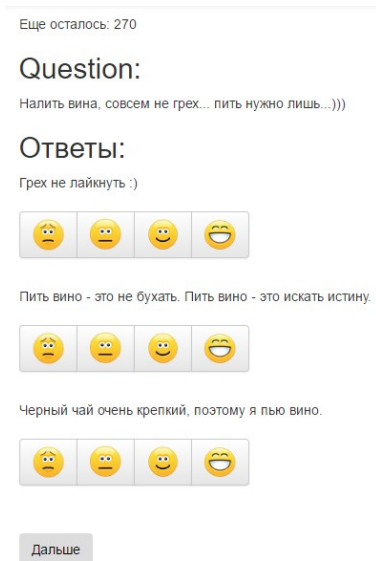 Еще осталось: 270
Question:
Налить вина, совсем не грех... пить нужно лишь...)))
Ответы:
Грех не лайкнуть :)
Пить вино - это не бухать. Пить вино - это искать истину.
Черный чай очень крепкий, поэтому я пью вино.
Дальше